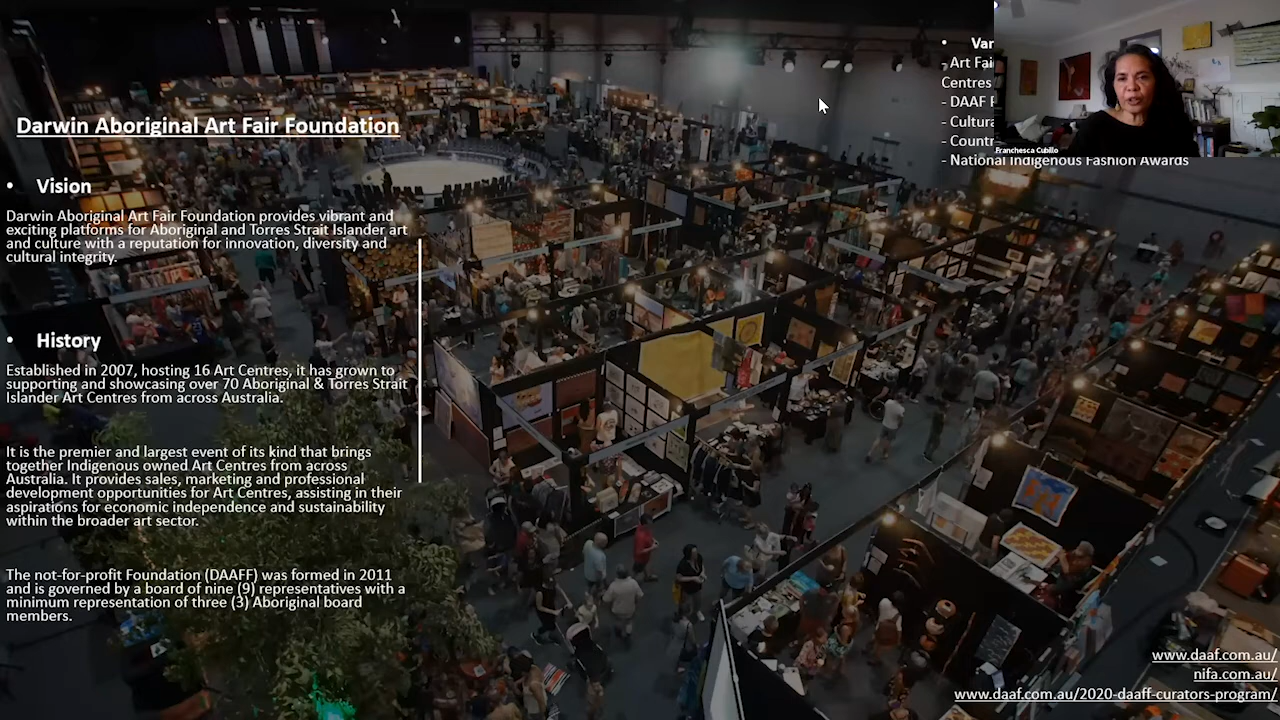 Darwin Aboriginal Art Fair Foundation
• Vision
Darwin Aboriginal Art Fair Foundation provides vibrant and
exciting platforms for Aboriginal and Torres Strait Islander art
and culture with a reputation for innovation, diversity and
cultural integrity.
• History
Established in 2007, hosting 16 Art Centres, it has grown to
supporting and showcasing over 70 Aboriginal & Torres Strait
Islander Art Centres from across Australia.
It is the premier and largest event of its kind that brings
together Indigenous owned Art Centres from across
Australia. It provides sales, marketing and professional
development opportunities for Art Centres, assisting in their
aspirations for economic independence and sustainability
within the broader art sector.
The not-for-profit Foundation (DAAFF) was formed in 2011
and is governed by a board of nine (9) representatives with a
minimum representation of three (3) Aboriginal board
members.
• Var
- Art Fai
Centres
- DAAF
- Cultura
- Countr
- National Indigenous Fashion Awards
Franchesca Cubillo
www.daaf.com.au/
nifa.com.au/
www.daaf.com.au/2020-daaff-curators-program/